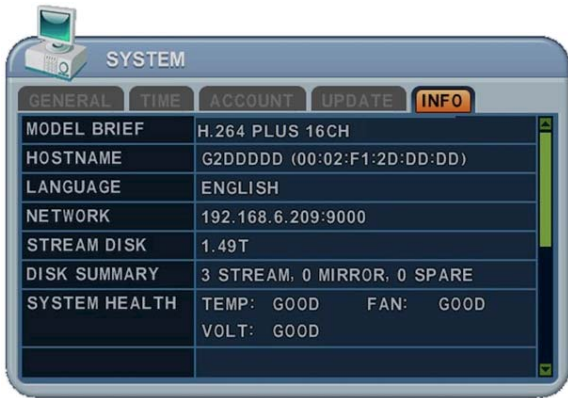 SYSTEM
GENERAL TIME ACCOUNT UPDATE INFO
MODEL BRIEF H.264 PLUS 16CH
HOSTNAME G2DDDDD (00:02:F1:2D:DD:DD)
LANGUAGE ENGLISH
NETWORK 192.168.6.209:9000
STREAM DISK 1.49T
DISK SUMMARY 3 STREAM, 0 MIRROR, 0 SPARE
SYSTEM HEALTH TEMP: GOOD FAN: GOOD
VOLT: GOOD